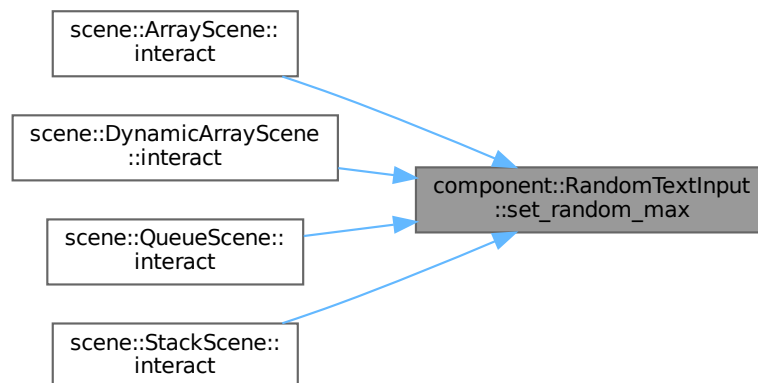 scene::ArrayScene::
interact
scene::DynamicArrayScene
::interact
component::RandomTextInput
::set_random_max
scene::QueueScene::
interact
scene::StackScene::
interact